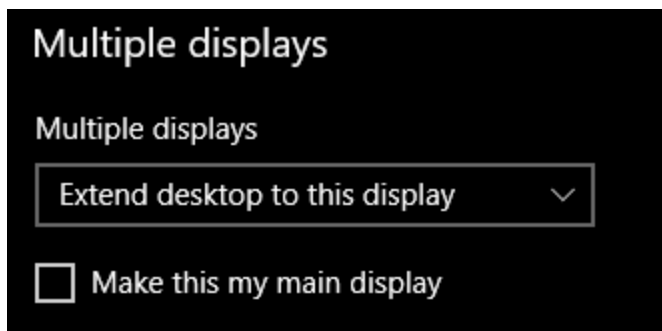 Multiple displays
Multiple displays
Extend desktop to this display
Make this my main display